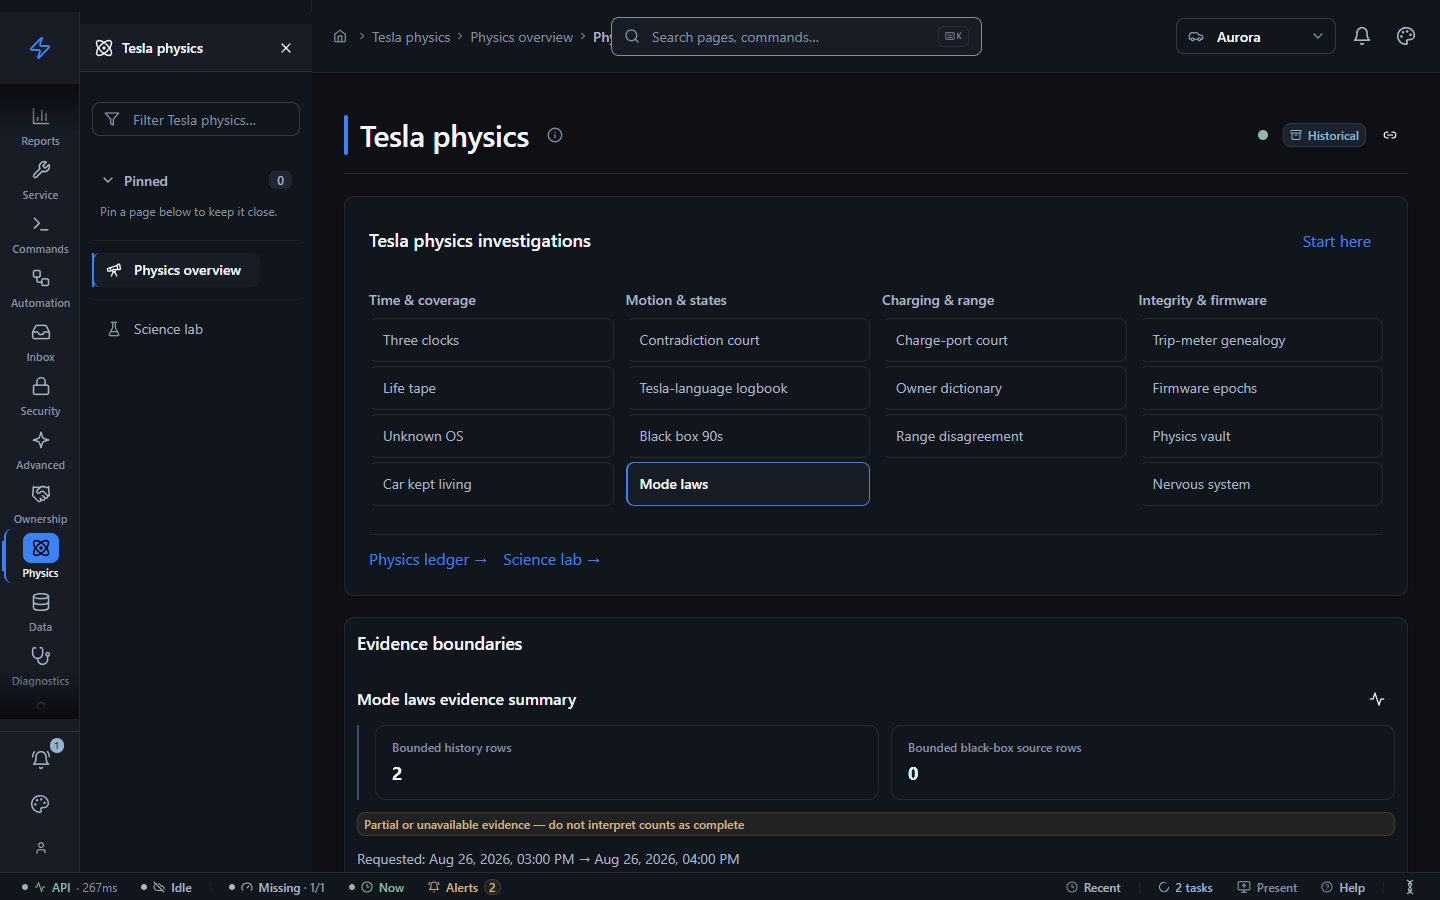 Tesla physics
Tesla physics
Physics overview
Search pages, commands...
K
Aurora
Reports
Service
Commands
Automation
Inbox
Security
Advanced
Ownership
Physics
Data
Diagnostics
1
Filter Tesla physics...
Pinned
0
Pin a page below to keep it close.
Physics overview
Science lab
Tesla physics
Historical
Tesla physics investigations
Start here
Time & coverage
Three clocks
Life tape
Unknown OS
Car kept living
Motion & states
Contradiction court
Tesla-language logbook
Black box 90s
Mode laws
Charging & range
Charge-port court
Owner dictionary
Range disagreement
Integrity & firmware
Trip-meter genealogy
Firmware epochs
Physics vault
Nervous system
Physics ledger →
Science lab →
Evidence boundaries
Mode laws evidence summary
Bounded history rows
2
Bounded black-box source rows
0
Partial or unavailable evidence — do not interpret counts as complete
Requested: Aug 26, 2026, 03:00 PM → Aug 26, 2026, 04:00 PM
API · 267ms
Idle
Missing · 1/1
Now
Alerts 2
Recent
2 tasks
Present
Help